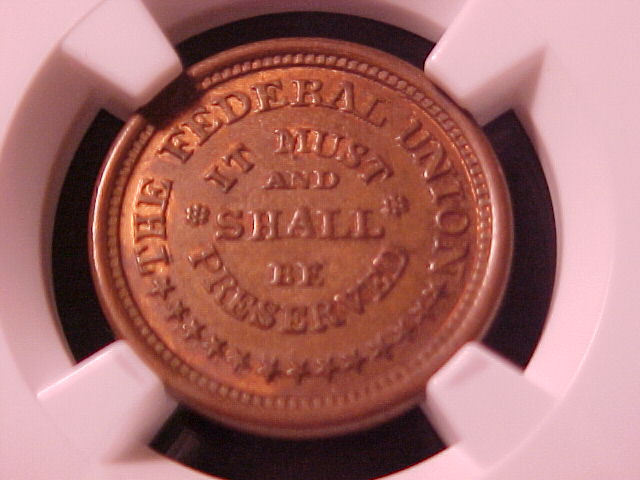 THE FEDERAL UNION
IT MUST
AND
SHALL
BE
PRESERVED